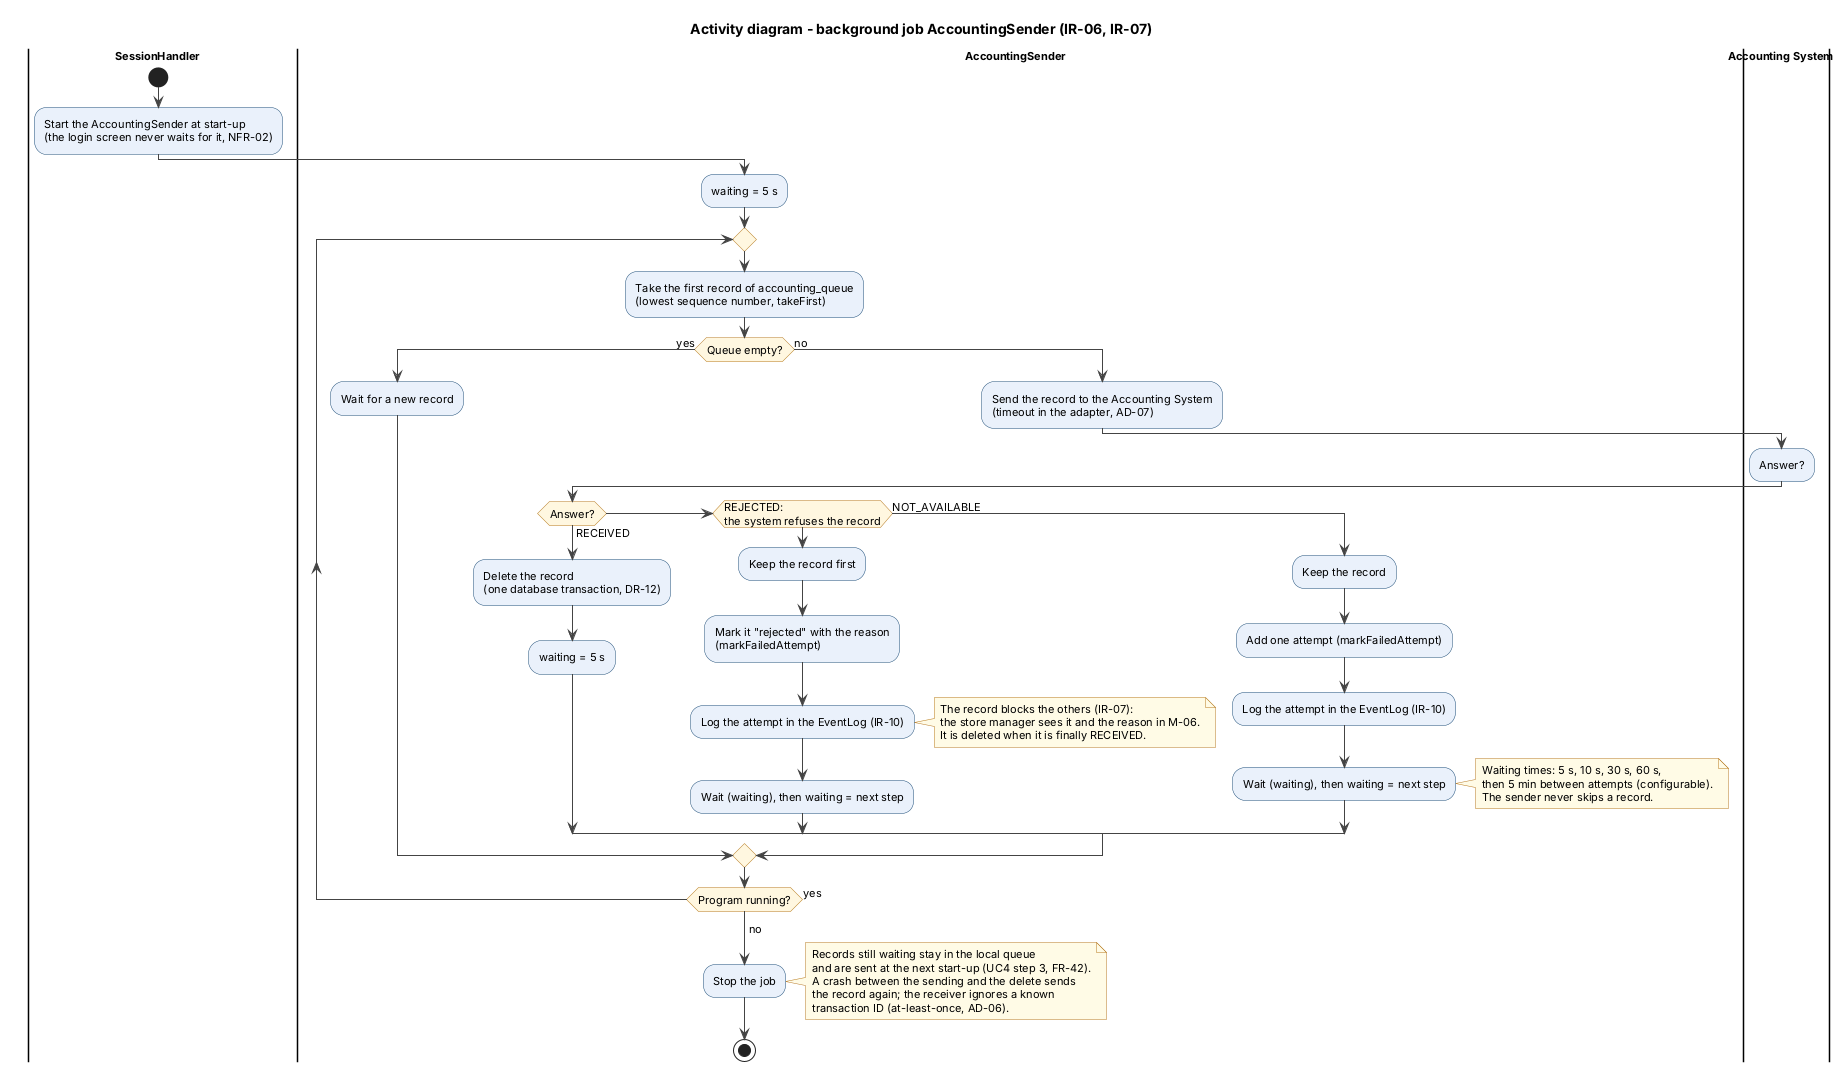 Activity diagram - background job AccountingSender (IR-06, IR-07)
SessionHandler
AccountingSender
Accounting System
Start the AccountingSender at start-up
(the login screen never waits for it, NFR-02)
waiting = 5 s
Take the first record of accounting_queue
(lowest sequence number, takeFirst)
yes
Queue empty?
no
Wait for a new record
Send the record to the Accounting System
(timeout in the adapter, AD-07)
Answer?
Answer?
RECEIVED
REJECTED:
the system refuses the record
NOT_AVAILABLE
Delete the record
(one database transaction, DR-12)
waiting = 5 s
Keep the record first
Mark it "rejected" with the reason
(markFailedAttempt)
Log the attempt in the EventLog (IR-10)
The record blocks the others (IR-07):
the store manager sees it and the reason in M-06.
It is deleted when it is finally RECEIVED.
Wait (waiting), then waiting = next step
Keep the record
Add one attempt (markFailedAttempt)
Log the attempt in the EventLog (IR-10)
Wait (waiting), then waiting = next step
Waiting times: 5 s, 10 s, 30 s, 60 s,
then 5 min between attempts (configurable).
The sender never skips a record.
Program running?
yes
no
Stop the job
Records still waiting stay in the local queue
and are sent at the next start-up (UC4 step 3, FR-42).
A crash between the sending and the delete sends
the record again; the receiver ignores a known
transaction ID (at-least-once, AD-06).